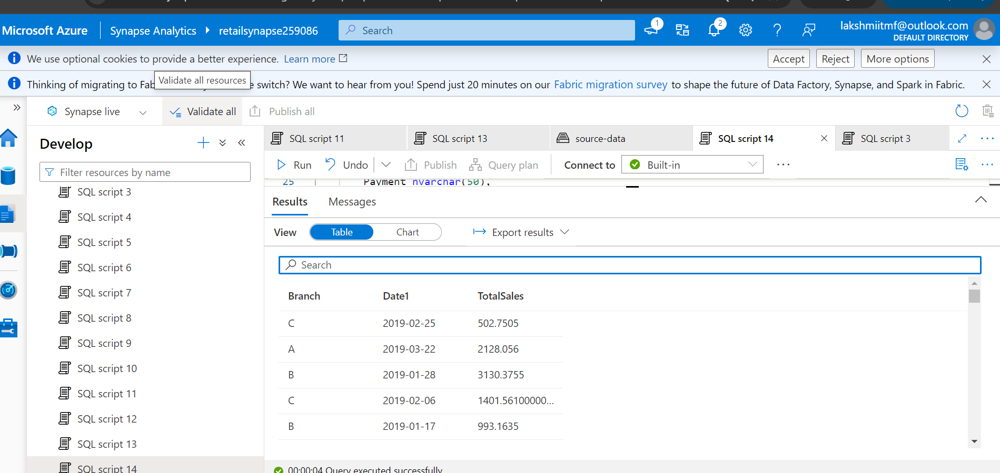 Microsoft Azure
Synapse Analytics
retailsynapse259086
Search
1
2
lakshmiitmf@outlook.com
DEFAULT DIRECTORY
We use optional cookies to provide a better experience. Learn more
Accept
Reject
More options
Validate all resources
Thinking of migrating to Fab e switch? We want to hear from you! Spend just 20 minutes on our Fabric migration survey to shape the future of Data Factory, Synapse, and Spark in Fabric.
Synapse live
Validate all
Publish all
Develop
Filter resources by name
SQL script 3
SQL script 4
SQL script 5
SQL script 6
SQL script 7
SQL script 8
SQL script 9
SQL script 10
SQL script 11
SQL script 12
SQL script 13
SQL script 14
SQL script 11
SQL script 13
source-data
SQL script 14
SQL script 3
Run
Undo
Publish
Query plan
Connect to
Built-in
25 Payment nvarchar(50),
Results
Messages
View
Table
Chart
Export results
Search
Branch Date1 TotalSales
C 2019-02-25 502.7505
A 2019-03-22 2128.056
B 2019-01-28 3130.3755
C 2019-02-06 1401.56100000...
B 2019-01-17 993.1635
00:00:04 Query executed successfully